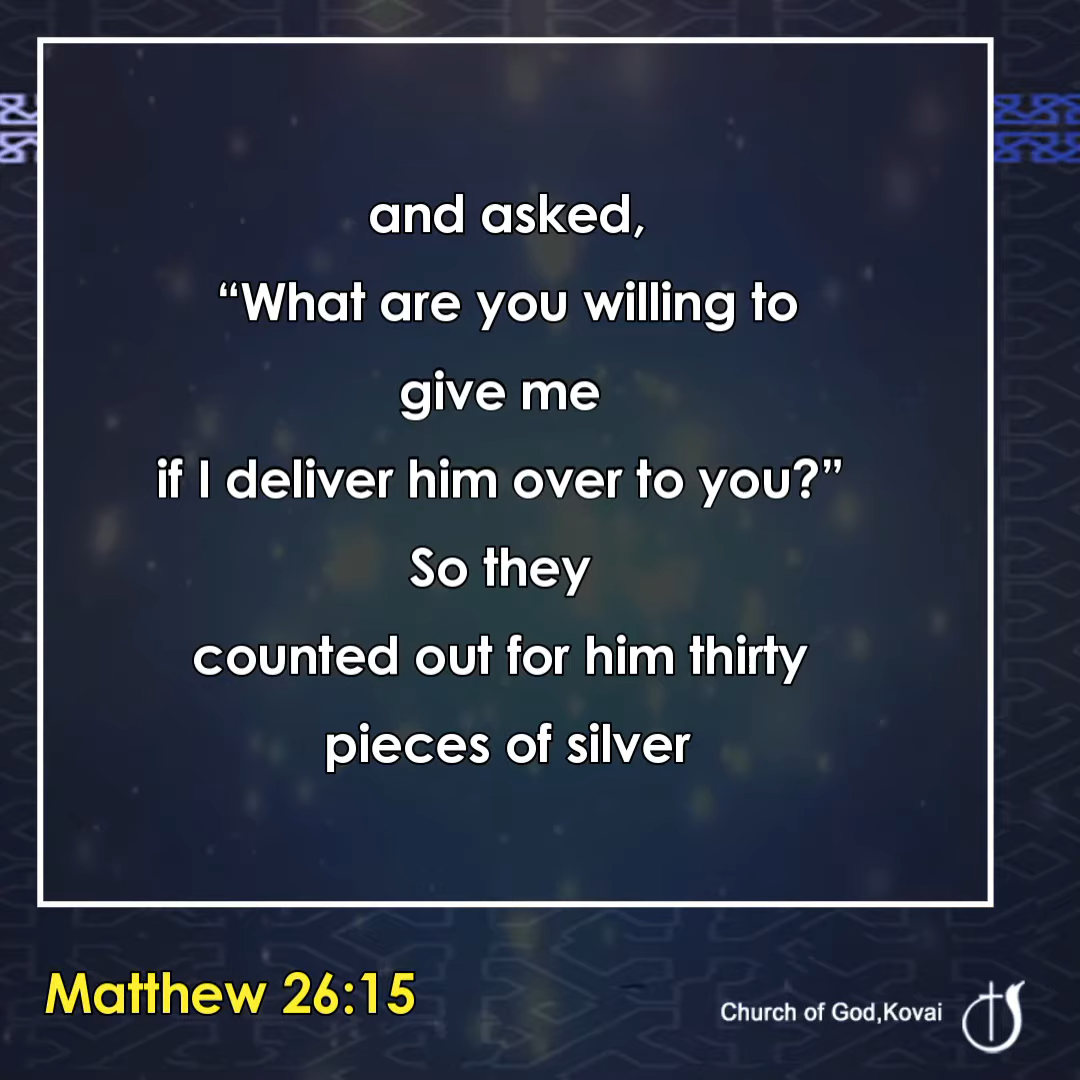 and asked,
“What are you willing to
give me
if I deliver him over to you?”
So they
counted out for him thirty
pieces of silver
Matthew 26:15
Church of God,Kovai